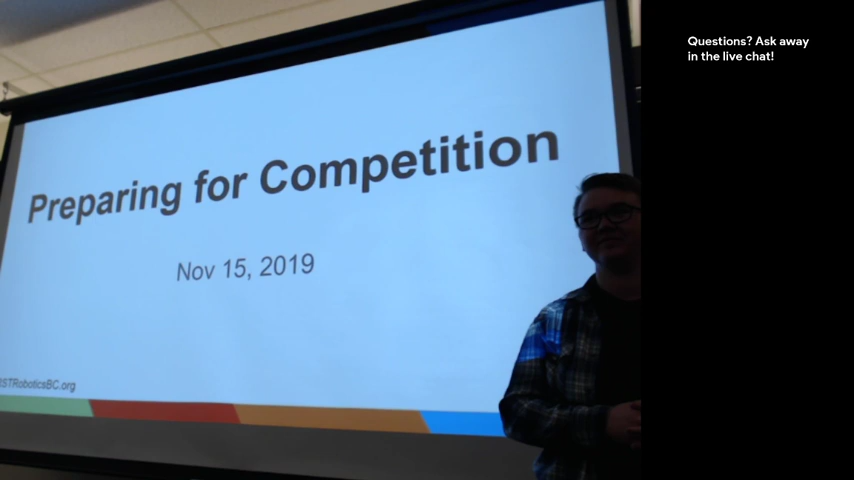 Questions? Ask away
in the live chat!
Preparing for Competition
Nov 15, 2019
STRoboticsBC.org